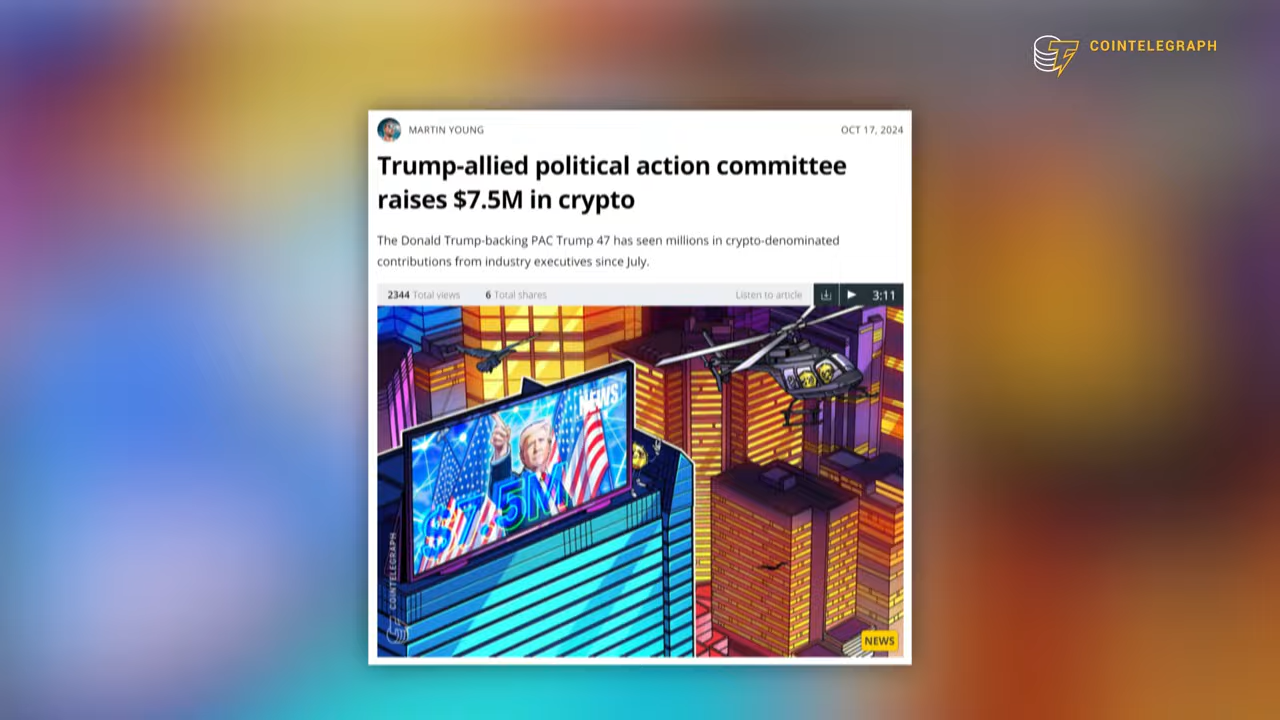 COINTELEGRAPH
MARTIN YOUNG
OCT 17, 2024
Trump-allied political action committee
raises $7.5M in crypto
The Donald Trump-backing PAC Trump 47 has seen millions in crypto-denominated
contributions from industry executives since July.
2344 Total views
6 Total shares
Listen to article
3:11
NEWS
$7.5M
COINTELEGRAPH
NEWS